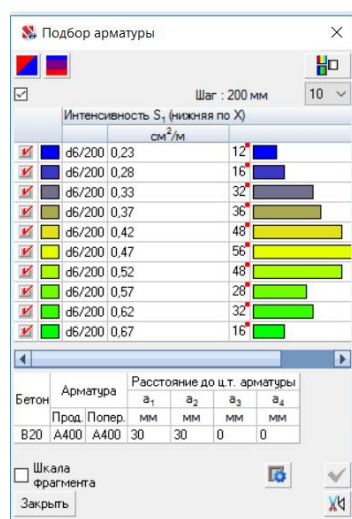 Подбор арматуры
Шаг : 200 мм 10
Интенсивность S1 (нижняя по X)
см2/м
d6/200 0,23 12
d6/200 0,28 16
d6/200 0,33 32
d6/200 0,37 36
d6/200 0,42 48
d6/200 0,47 56
d6/200 0,52 48
d6/200 0,57 28
d6/200 0,62 32
d6/200 0,67 16
Бетон Арматура Расстояние до ц.т. арматуры
a1 a2 a3 a4
Прод. Попер. мм мм мм мм
B20 A400 A400 30 30 0 0
Шкала
фрагмента
Закрыть